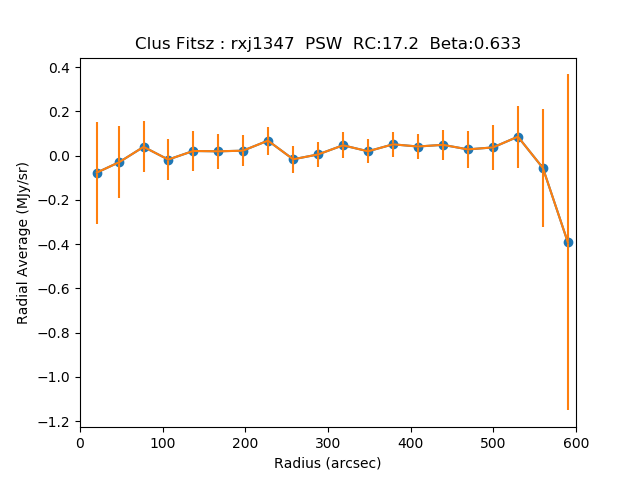 Clus Fitsz : rxj1347  PSW  RC:17.2  Beta:0.633
0.4
0.2
0.0
−0.2
−0.4
−0.6
−0.8
−1.0
−1.2
Radial Average (MJy/sr)
0 100 200 300 400 500 600
Radius (arcsec)